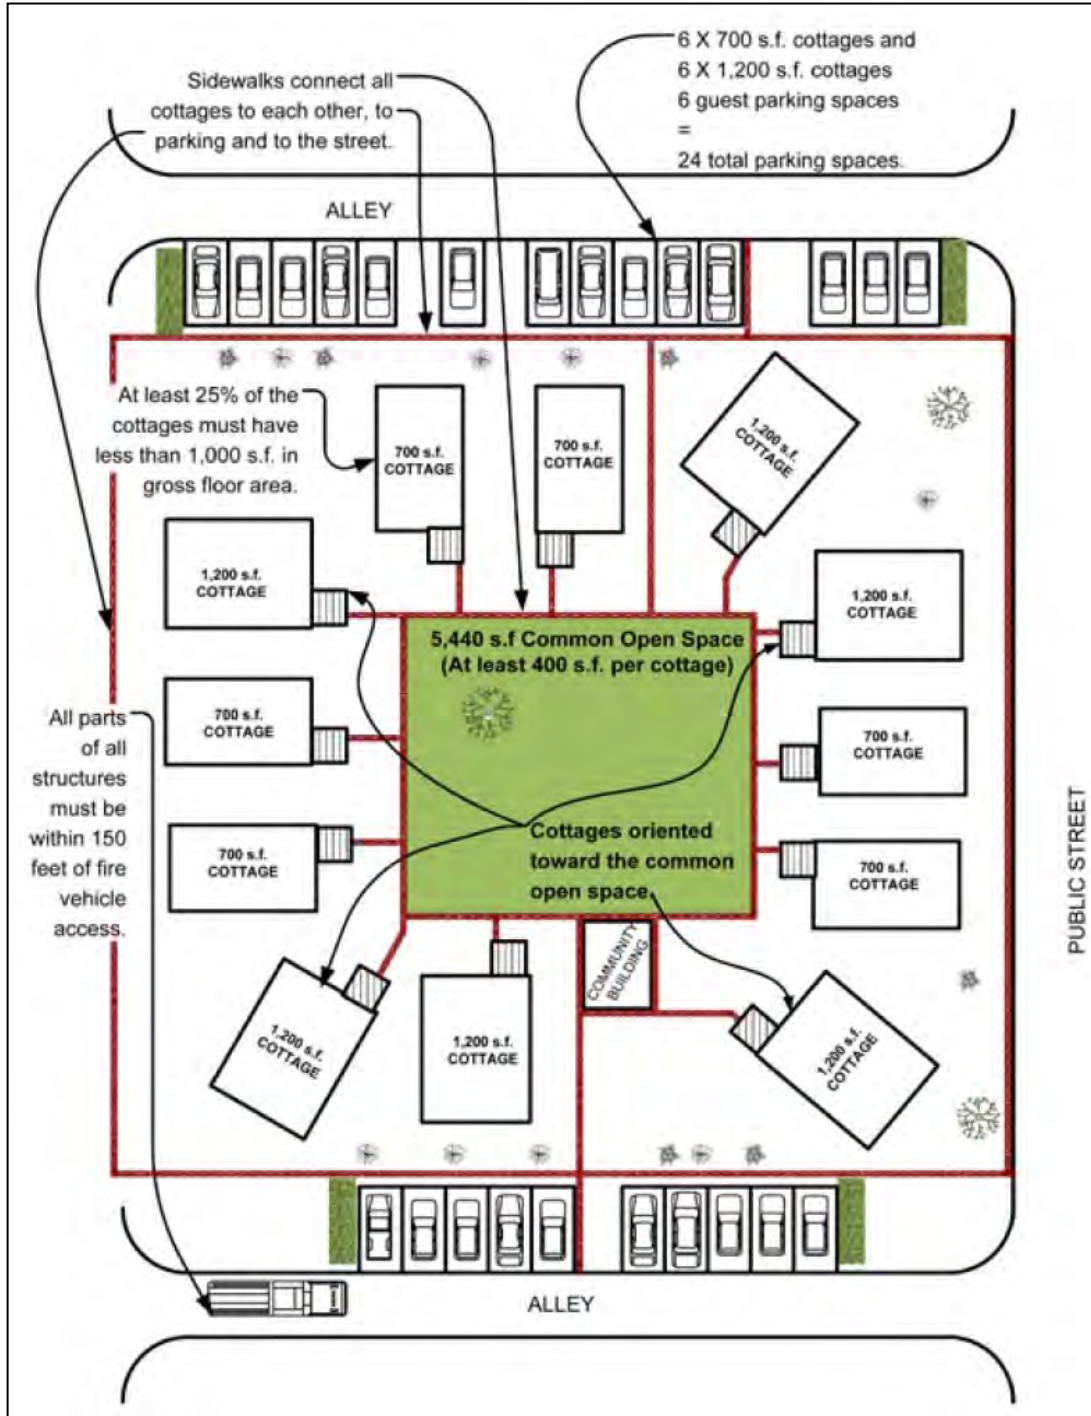 Sidewalks connect all
cottages to each other, to
parking and to the street.
6 X 700 s.f. cottages and
6 X 1,200 s.f. cottages
6 guest parking spaces
=
24 total parking spaces.
ALLEY
At least 25% of the
cottages must have
less than 1,000 s.f. in
gross floor area.
700 s.f.
COTTAGE
700 s.f.
COTTAGE
1,200 s.f.
COTTAGE
1,200 s.f.
COTTAGE
1,200 s.f.
COTTAGE
5,440 s.f Common Open Space
(At least 400 s.f. per cottage)
700 s.f.
COTTAGE
700 s.f.
COTTAGE
All parts
of all
structures
must be
within 150
feet of fire
vehicle
access.
Cottages oriented
toward the common
open space
700 s.f.
COTTAGE
700 s.f.
COTTAGE
PUBLIC STREET
COMMUNITY
BUILDING
1,200 s.f.
COTTAGE
1,200 s.f.
COTTAGE
1,200 s.f.
COTTAGE
ALLEY